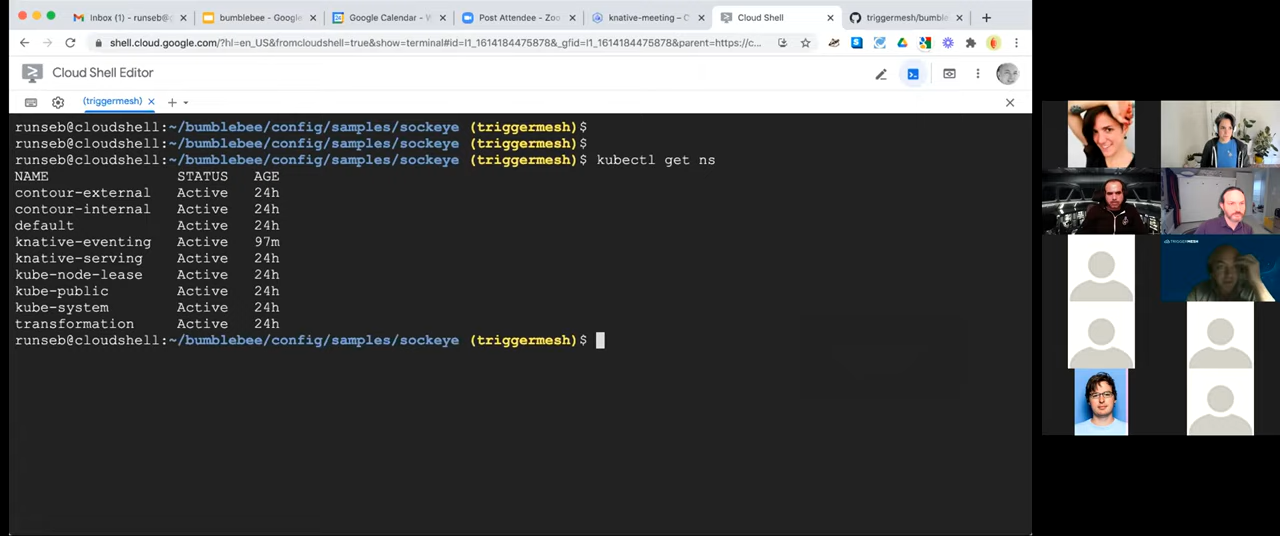 Inbox (1) - runseb@g
bumblebee - Google
Google Calendar - W
Post Attendee - Zoo
knative-meeting – C
Cloud Shell
triggermesh/bumble
shell.cloud.google.com/?hl=en_US&fromcloudshell=true&show=terminal#id=I1_1614184475878&_gfid=I1_1614184475878&parent=https://c...
Cloud Shell Editor
(triggermesh)
runseb@cloudshell:~/bumblebee/config/samples/sockeye (triggermesh)$
runseb@cloudshell:~/bumblebee/config/samples/sockeye (triggermesh)$
runseb@cloudshell:~/bumblebee/config/samples/sockeye (triggermesh)$ kubectl get ns
NAME STATUS AGE
contour-external Active 24h
contour-internal Active 24h
default Active 24h
knative-eventing Active 97m
knative-serving Active 24h
kube-node-lease Active 24h
kube-public Active 24h
kube-system Active 24h
transformation Active 24h
runseb@cloudshell:~/bumblebee/config/samples/sockeye (triggermesh)$
TRIGGERMESH